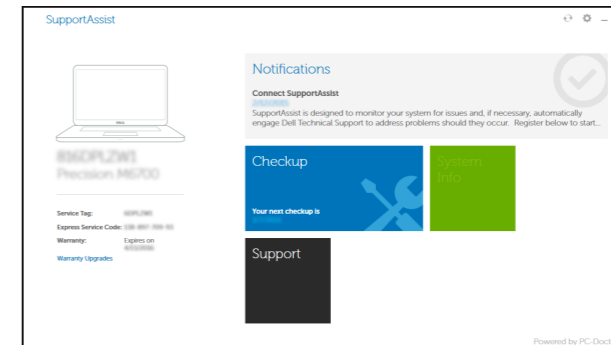 SupportAssist
Notifications
Connect SupportAssist
SupportAssist is designed to monitor your system for issues and, if necessary, automatically
engage Dell Technical Support to address problems should they occur. Register below to start...
Precision M6700
Checkup
System
Info
Your next checkup is
Service Tag:
Express Service Code:
Warranty: Expires on
Warranty Upgrades
Support
Powered by PC-Doct